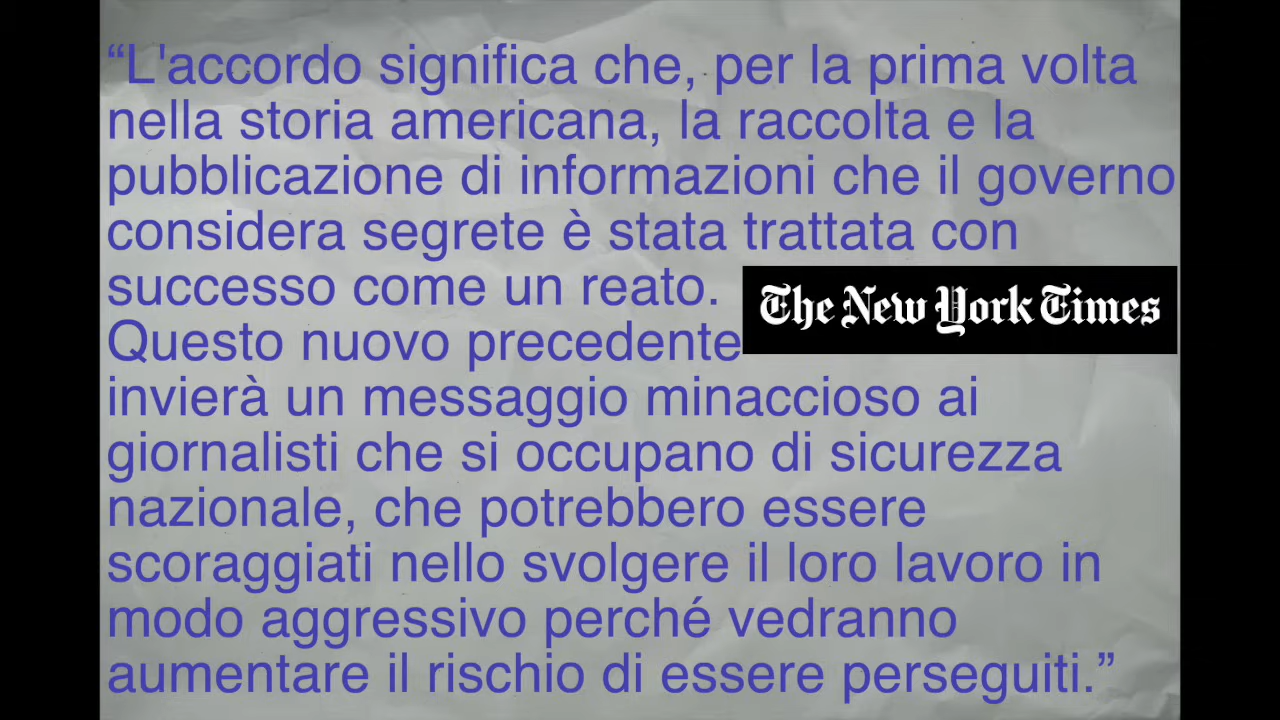 “L'accordo significa che, per la prima volta
nella storia americana, la raccolta e la
pubblicazione di informazioni che il governo
considera segrete è stata trattata con
successo come un reato.
The New York Times
Questo nuovo precedente
invierà un messaggio minaccioso ai
giornalisti che si occupano di sicurezza
nazionale, che potrebbero essere
scoraggiati nello svolgere il loro lavoro in
modo aggressivo perché vedranno
aumentare il rischio di essere perseguiti.”